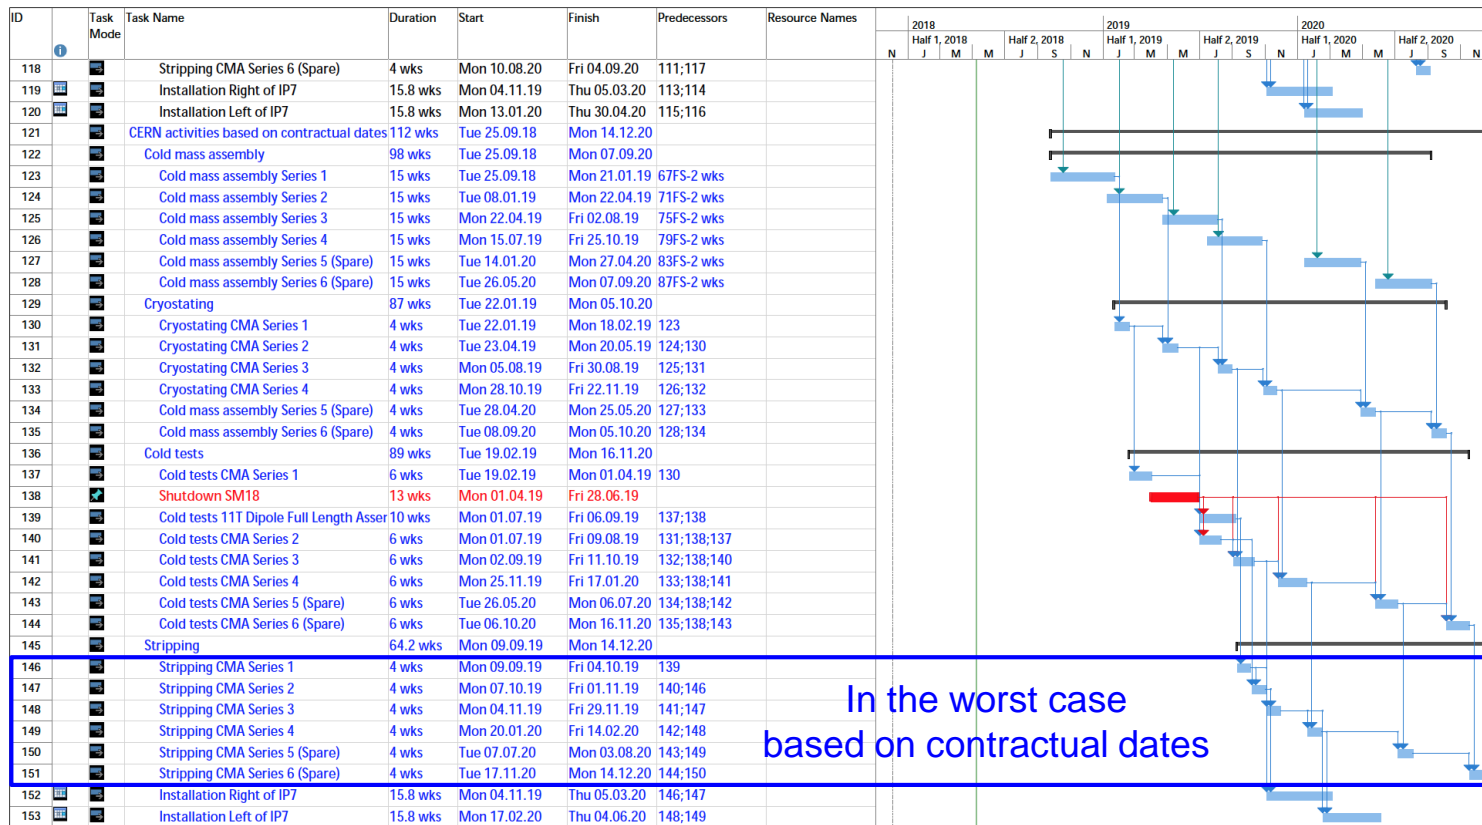 ID Task Mode Task Name Duration Start Finish Predecessors Resource Names
2018 2019 2020
Half 1, 2018 Half 2, 2018 Half 1, 2019 Half 2, 2019 Half 1, 2020 Half 2, 2020
N J M M J S N J M M J S N J M M J S N
118 Stripping CMA Series 6 (Spare) 4 wks Mon 10.08.20 Fri 04.09.20 111;117
119 Installation Right of IP7 15.8 wks Mon 04.11.19 Thu 05.03.20 113;114
120 Installation Left of IP7 15.8 wks Mon 13.01.20 Thu 30.04.20 115;116
121 CERN activities based on contractual dates 112 wks Tue 25.09.18 Mon 14.12.20
122 Cold mass assembly 98 wks Tue 25.09.18 Mon 07.09.20
123 Cold mass assembly Series 1 15 wks Tue 25.09.18 Mon 21.01.19 67FS-2 wks
124 Cold mass assembly Series 2 15 wks Tue 08.01.19 Mon 22.04.19 71FS-2 wks
125 Cold mass assembly Series 3 15 wks Mon 22.04.19 Fri 02.08.19 75FS-2 wks
126 Cold mass assembly Series 4 15 wks Mon 15.07.19 Fri 25.10.19 79FS-2 wks
127 Cold mass assembly Series 5 (Spare) 15 wks Tue 14.01.20 Mon 27.04.20 83FS-2 wks
128 Cold mass assembly Series 6 (Spare) 15 wks Tue 26.05.20 Mon 07.09.20 87FS-2 wks
129 Cryostating 87 wks Tue 22.01.19 Mon 05.10.20
130 Cryostating CMA Series 1 4 wks Tue 22.01.19 Mon 18.02.19 123
131 Cryostating CMA Series 2 4 wks Tue 23.04.19 Mon 20.05.19 124;130
132 Cryostating CMA Series 3 4 wks Mon 05.08.19 Fri 30.08.19 125;131
133 Cryostating CMA Series 4 4 wks Mon 28.10.19 Fri 22.11.19 126;132
134 Cold mass assembly Series 5 (Spare) 4 wks Tue 28.04.20 Mon 25.05.20 127;133
135 Cold mass assembly Series 6 (Spare) 4 wks Tue 08.09.20 Mon 05.10.20 128;134
136 Cold tests 89 wks Tue 19.02.19 Mon 16.11.20
137 Cold tests CMA Series 1 6 wks Tue 19.02.19 Mon 01.04.19 130
138 Shutdown SM18 13 wks Mon 01.04.19 Fri 28.06.19
139 Cold tests 11T Dipole Full Length Asser 10 wks Mon 01.07.19 Fri 06.09.19 137;138
140 Cold tests CMA Series 2 6 wks Mon 01.07.19 Fri 09.08.19 131;138;137
141 Cold tests CMA Series 3 6 wks Mon 02.09.19 Fri 11.10.19 132;138;140
142 Cold tests CMA Series 4 6 wks Mon 25.11.19 Fri 17.01.20 133;138;141
143 Cold tests CMA Series 5 (Spare) 6 wks Tue 26.05.20 Mon 06.07.20 134;138;142
144 Cold tests CMA Series 6 (Spare) 6 wks Tue 06.10.20 Mon 16.11.20 135;138;143
145 Stripping 64.2 wks Mon 09.09.19 Mon 14.12.20
146 Stripping CMA Series 1 4 wks Mon 09.09.19 Fri 04.10.19 139
147 Stripping CMA Series 2 4 wks Mon 07.10.19 Fri 01.11.19 140;146
148 Stripping CMA Series 3 4 wks Mon 04.11.19 Fri 29.11.19 141;147
149 Stripping CMA Series 4 4 wks Mon 20.01.20 Fri 14.02.20 142;148
150 Stripping CMA Series 5 (Spare) 4 wks Tue 07.07.20 Mon 03.08.20 143;149
151 Stripping CMA Series 6 (Spare) 4 wks Tue 17.11.20 Mon 14.12.20 144;150
In the worst case
based on contractual dates
152 Installation Right of IP7 15.8 wks Mon 04.11.19 Thu 05.03.20 146;147
153 Installation Left of IP7 15.8 wks Mon 17.02.20 Thu 04.06.20 148;149